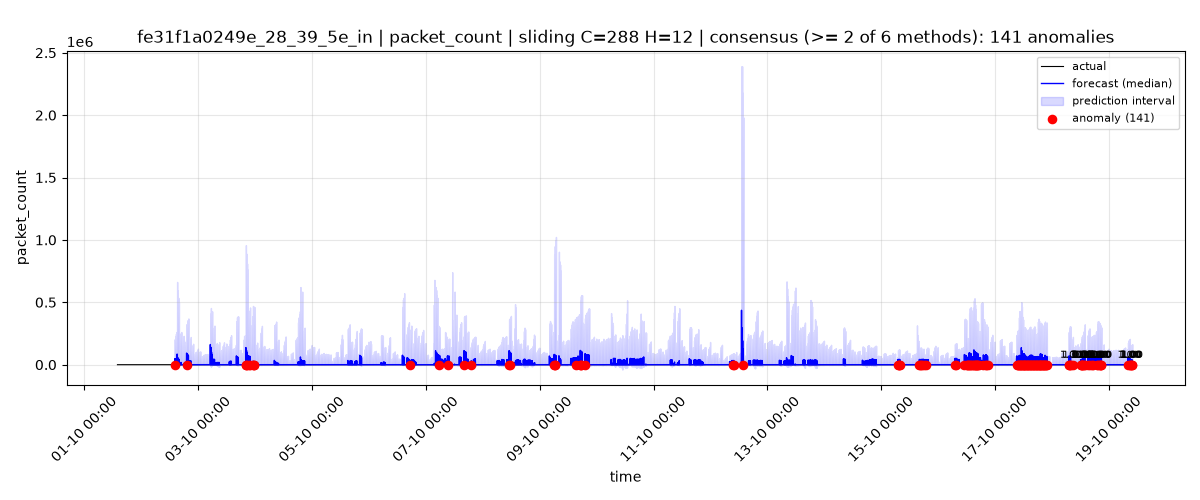 fe31f1a0249e_28_39_5e_in | packet_count | sliding C=288 H=12 | consensus (>= 2 of 6 methods): 141 anomalies
1e6
2.5
2.0
1.5
1.0
0.5
0.0
packet_count
actual
forecast (median)
prediction interval
anomaly (141)
01-10 00:00
03-10 00:00
05-10 00:00
07-10 00:00
09-10 00:00
11-10 00:00
13-10 00:00
15-10 00:00
17-10 00:00
19-10 00:00
time